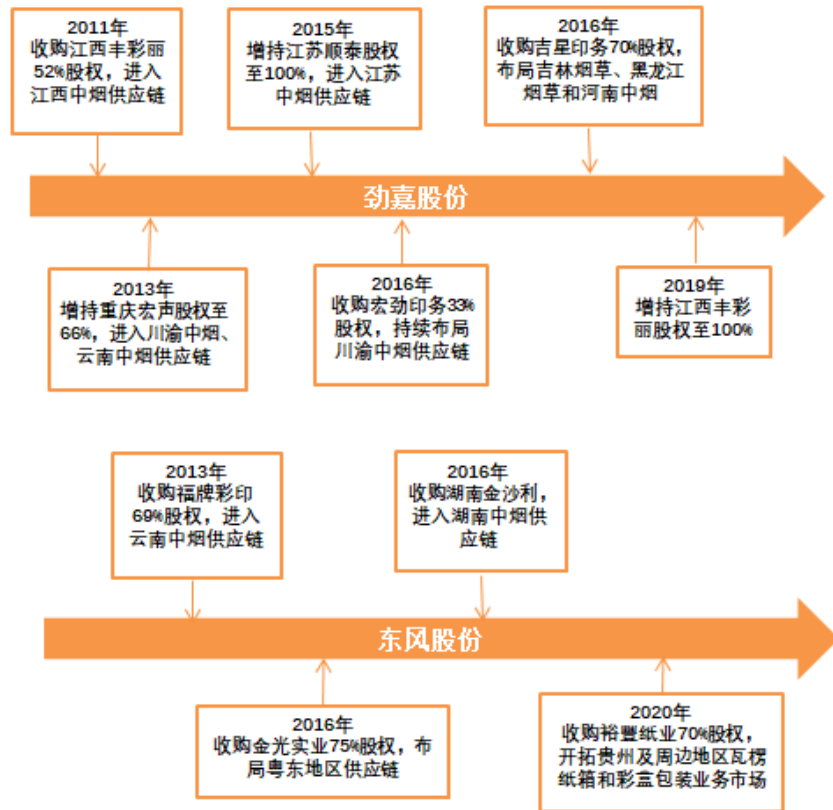 2011年
收购江西丰彩丽
52%股权，进入
江西中烟供应链
2015年
增持江苏顺泰股权
至100%，进入江苏
中烟供应链
2016年
收购吉星印务70%股权，
布局吉林烟草、黑龙江
烟草和河南中烟
劲嘉股份
2013年
增持重庆宏声股权至
66%，进入川渝中烟、
云南中烟供应链
2016年
收购宏劲印务33%
股权，持续布局
川渝中烟供应链
2019年
增持江西丰彩
丽股权至100%
2013年
收购福牌彩印
69%股权，进入
云南中烟供应链
2016年
收购湖南金沙利，
进入湖南中烟供
应链
东风股份
2016年
收购金光实业75%股权，布
局粤东地区供应链
2020年
收购裕豐纸业70%股权，
开拓贵州及周边地区瓦楞
纸箱和彩盒包装业务市场